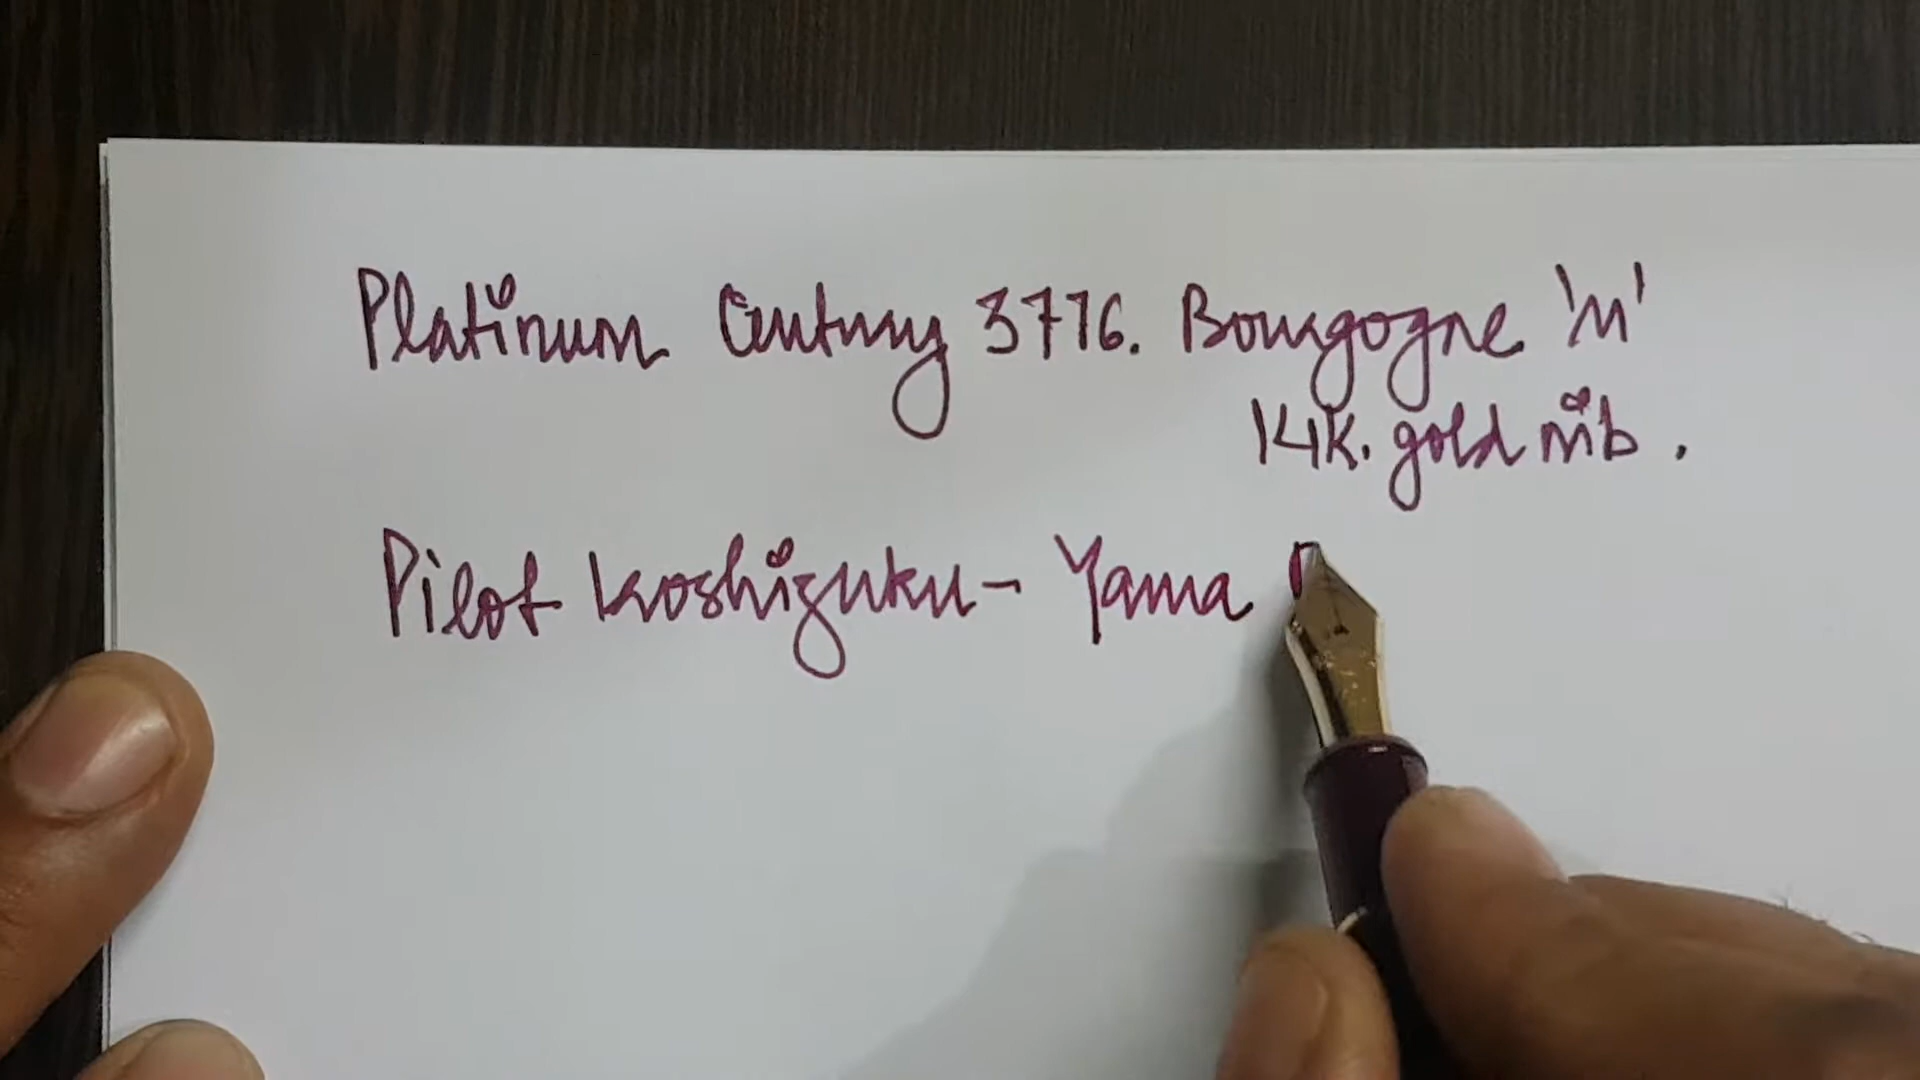 Platinum Century 3776. Bourgogne 'M'
14K. gold nib.
Pilot Iroshizuku - Yama